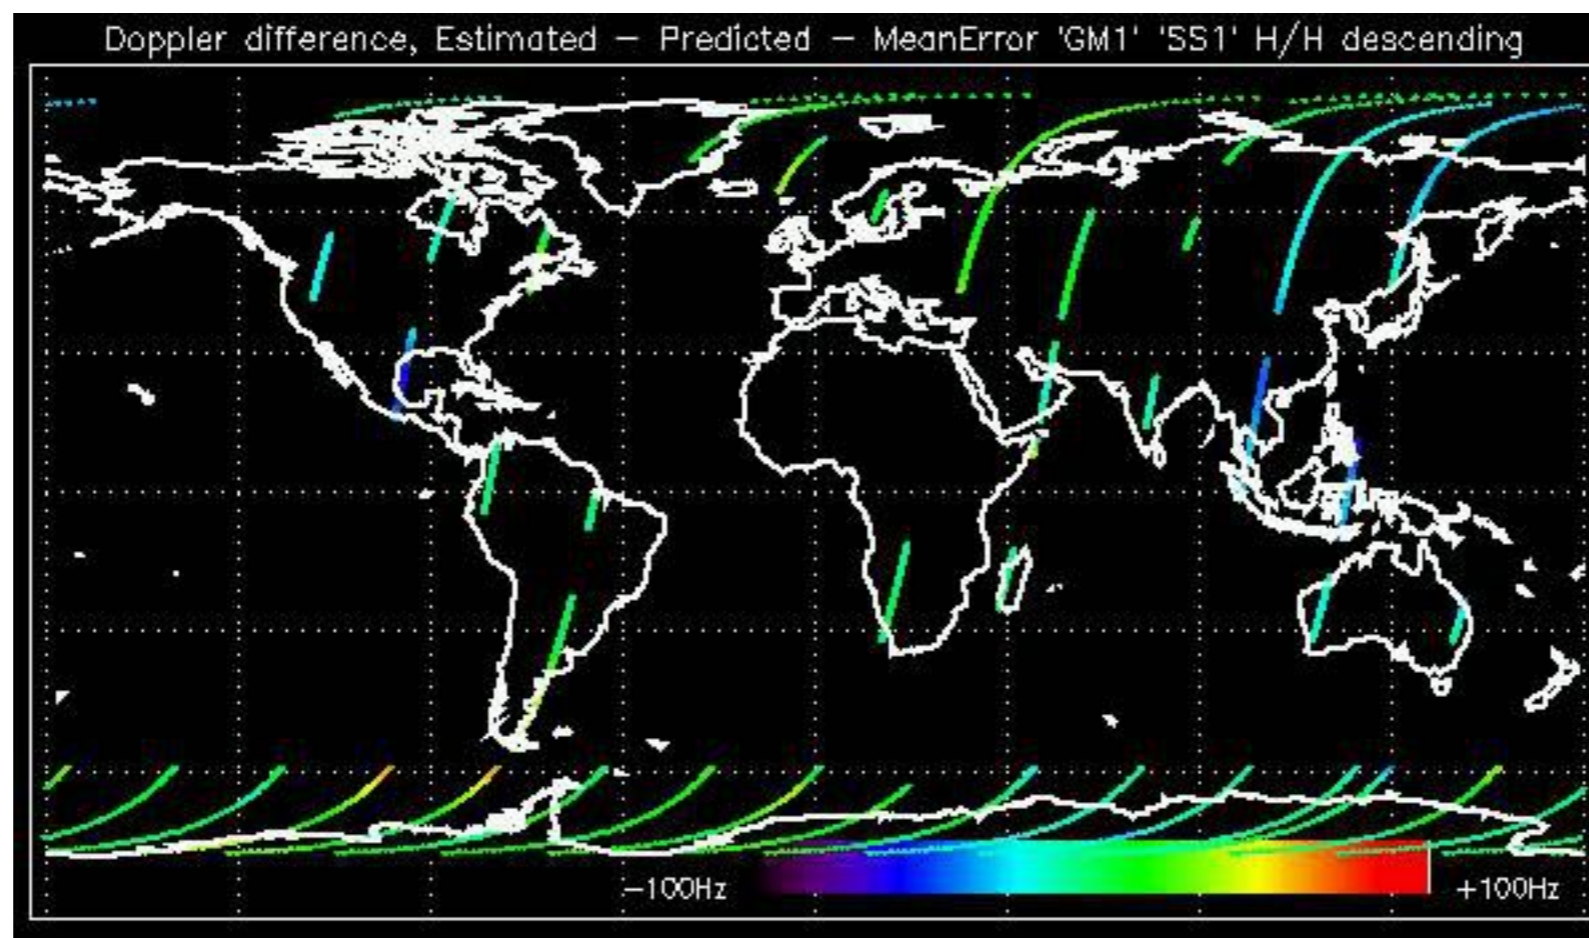 Doppler difference, Estimated – Predicted – MeanError 'GM1' 'SS1' H/H descending
–100Hz
+100Hz